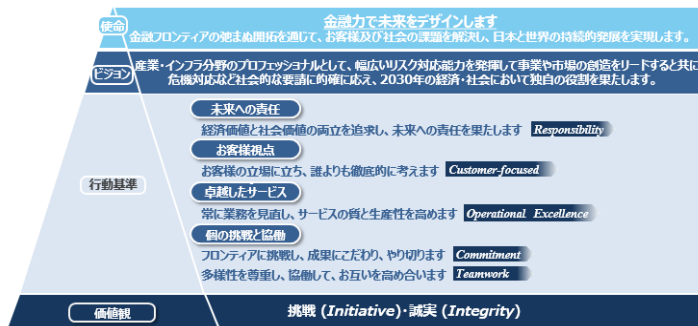 使命
金融力で未来をデザインします
金融フロンティアの弛まぬ開拓を通じて、お客様及び社会の課題を解決し、日本と世界の持続的発展を実現します。
ビジョン
産業・インフラ分野のプロフェッショナルとして、幅広いリスク対応能力を発揮して事業や市場の創造をリードすると共に
危機対応など社会的な要請に的確に応え、2030年の経済・社会において独自の役割を果たします。
行動基準
未来への責任
経済価値と社会価値の両立を追求し、未来への責任を果たします Responsibility
お客様視点
お客様の立場に立ち、誰よりも徹底的に考えます Customer-focused
卓越したサービス
常に業務を見直し、サービスの質と生産性を高めます Operational Excellence
個の挑戦と協働
フロンティアに挑戦し、成果にこだわり、やり切ります Commitment
多様性を尊重し、協働して、お互いを高め合います Teamwork
価値観
挑戦 (Initiative)・誠実 (Integrity)